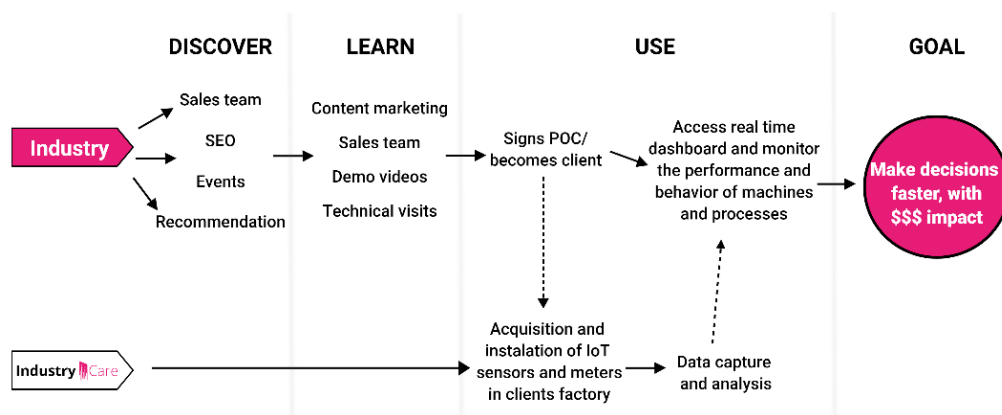 DISCOVER
LEARN
USE
GOAL
Industry
Sales team
SEO
Events
Recommendation
Content marketing
Sales team
Demo videos
Technical visits
Signs POC/
becomes client
Access real time
dashboard and monitor
the performance and
behavior of machines
and processes
Make decisions
faster, with
$$$ impact
Industry Care
Acquisition and
instalation of IoT
sensors and meters
in clients factory
Data capture
and analysis